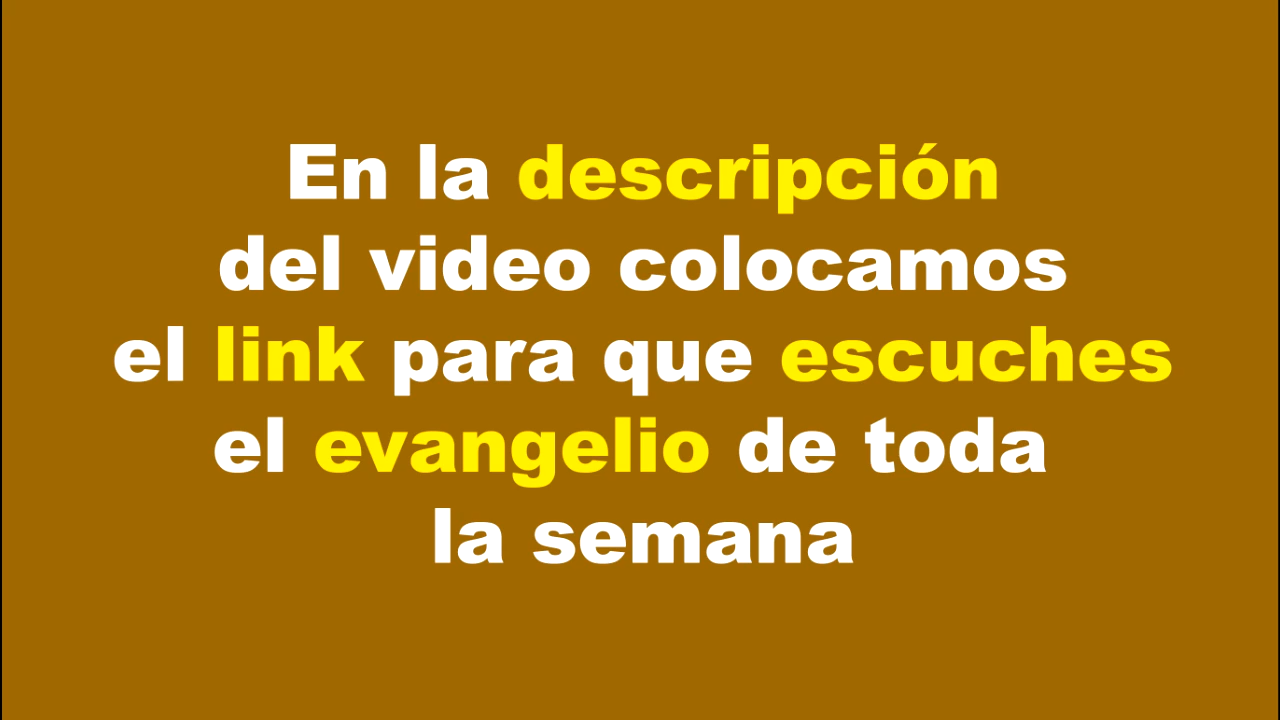 En la descripción
del video colocamos
el link para que escuches
el evangelio de toda
la semana